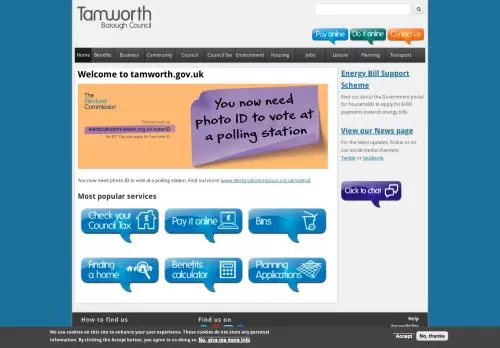 Tamworth
Borough Council
Pay online
Do it online
Contact us
Home Benefits Business Community Council Council Tax Environment Housing Jobs Leisure Planning Transport
Welcome to tamworth.gov.uk
The
Electoral
Commission
Find out more at
electoralcommission.org.uk/voterID
No ID? You can apply for free voter ID
You now need
photo ID to vote at
a polling station
You now need photo ID to vote at a polling station. Find out more: www.electoralcommission.org.uk/voterid
Most popular services
Check your
Council Tax
Pay it online
Bins
Finding
a home
Benefits
calculator
Planning
Applications
Energy Bill Support
Scheme
Find out about the Government portal
for households to apply for £400
payments towards energy bills.
View our News page
For the latest updates, follow us on
our social media channels:
Twitter or Facebook.
Click to chat
How to find us
Find us on
Help
Accessibility
We use cookies on this site to enhance your user experience. These cookies do not store any personal
information. By clicking the Accept button, you agree to us doing so. No, give me more info
Accept
No, thanks